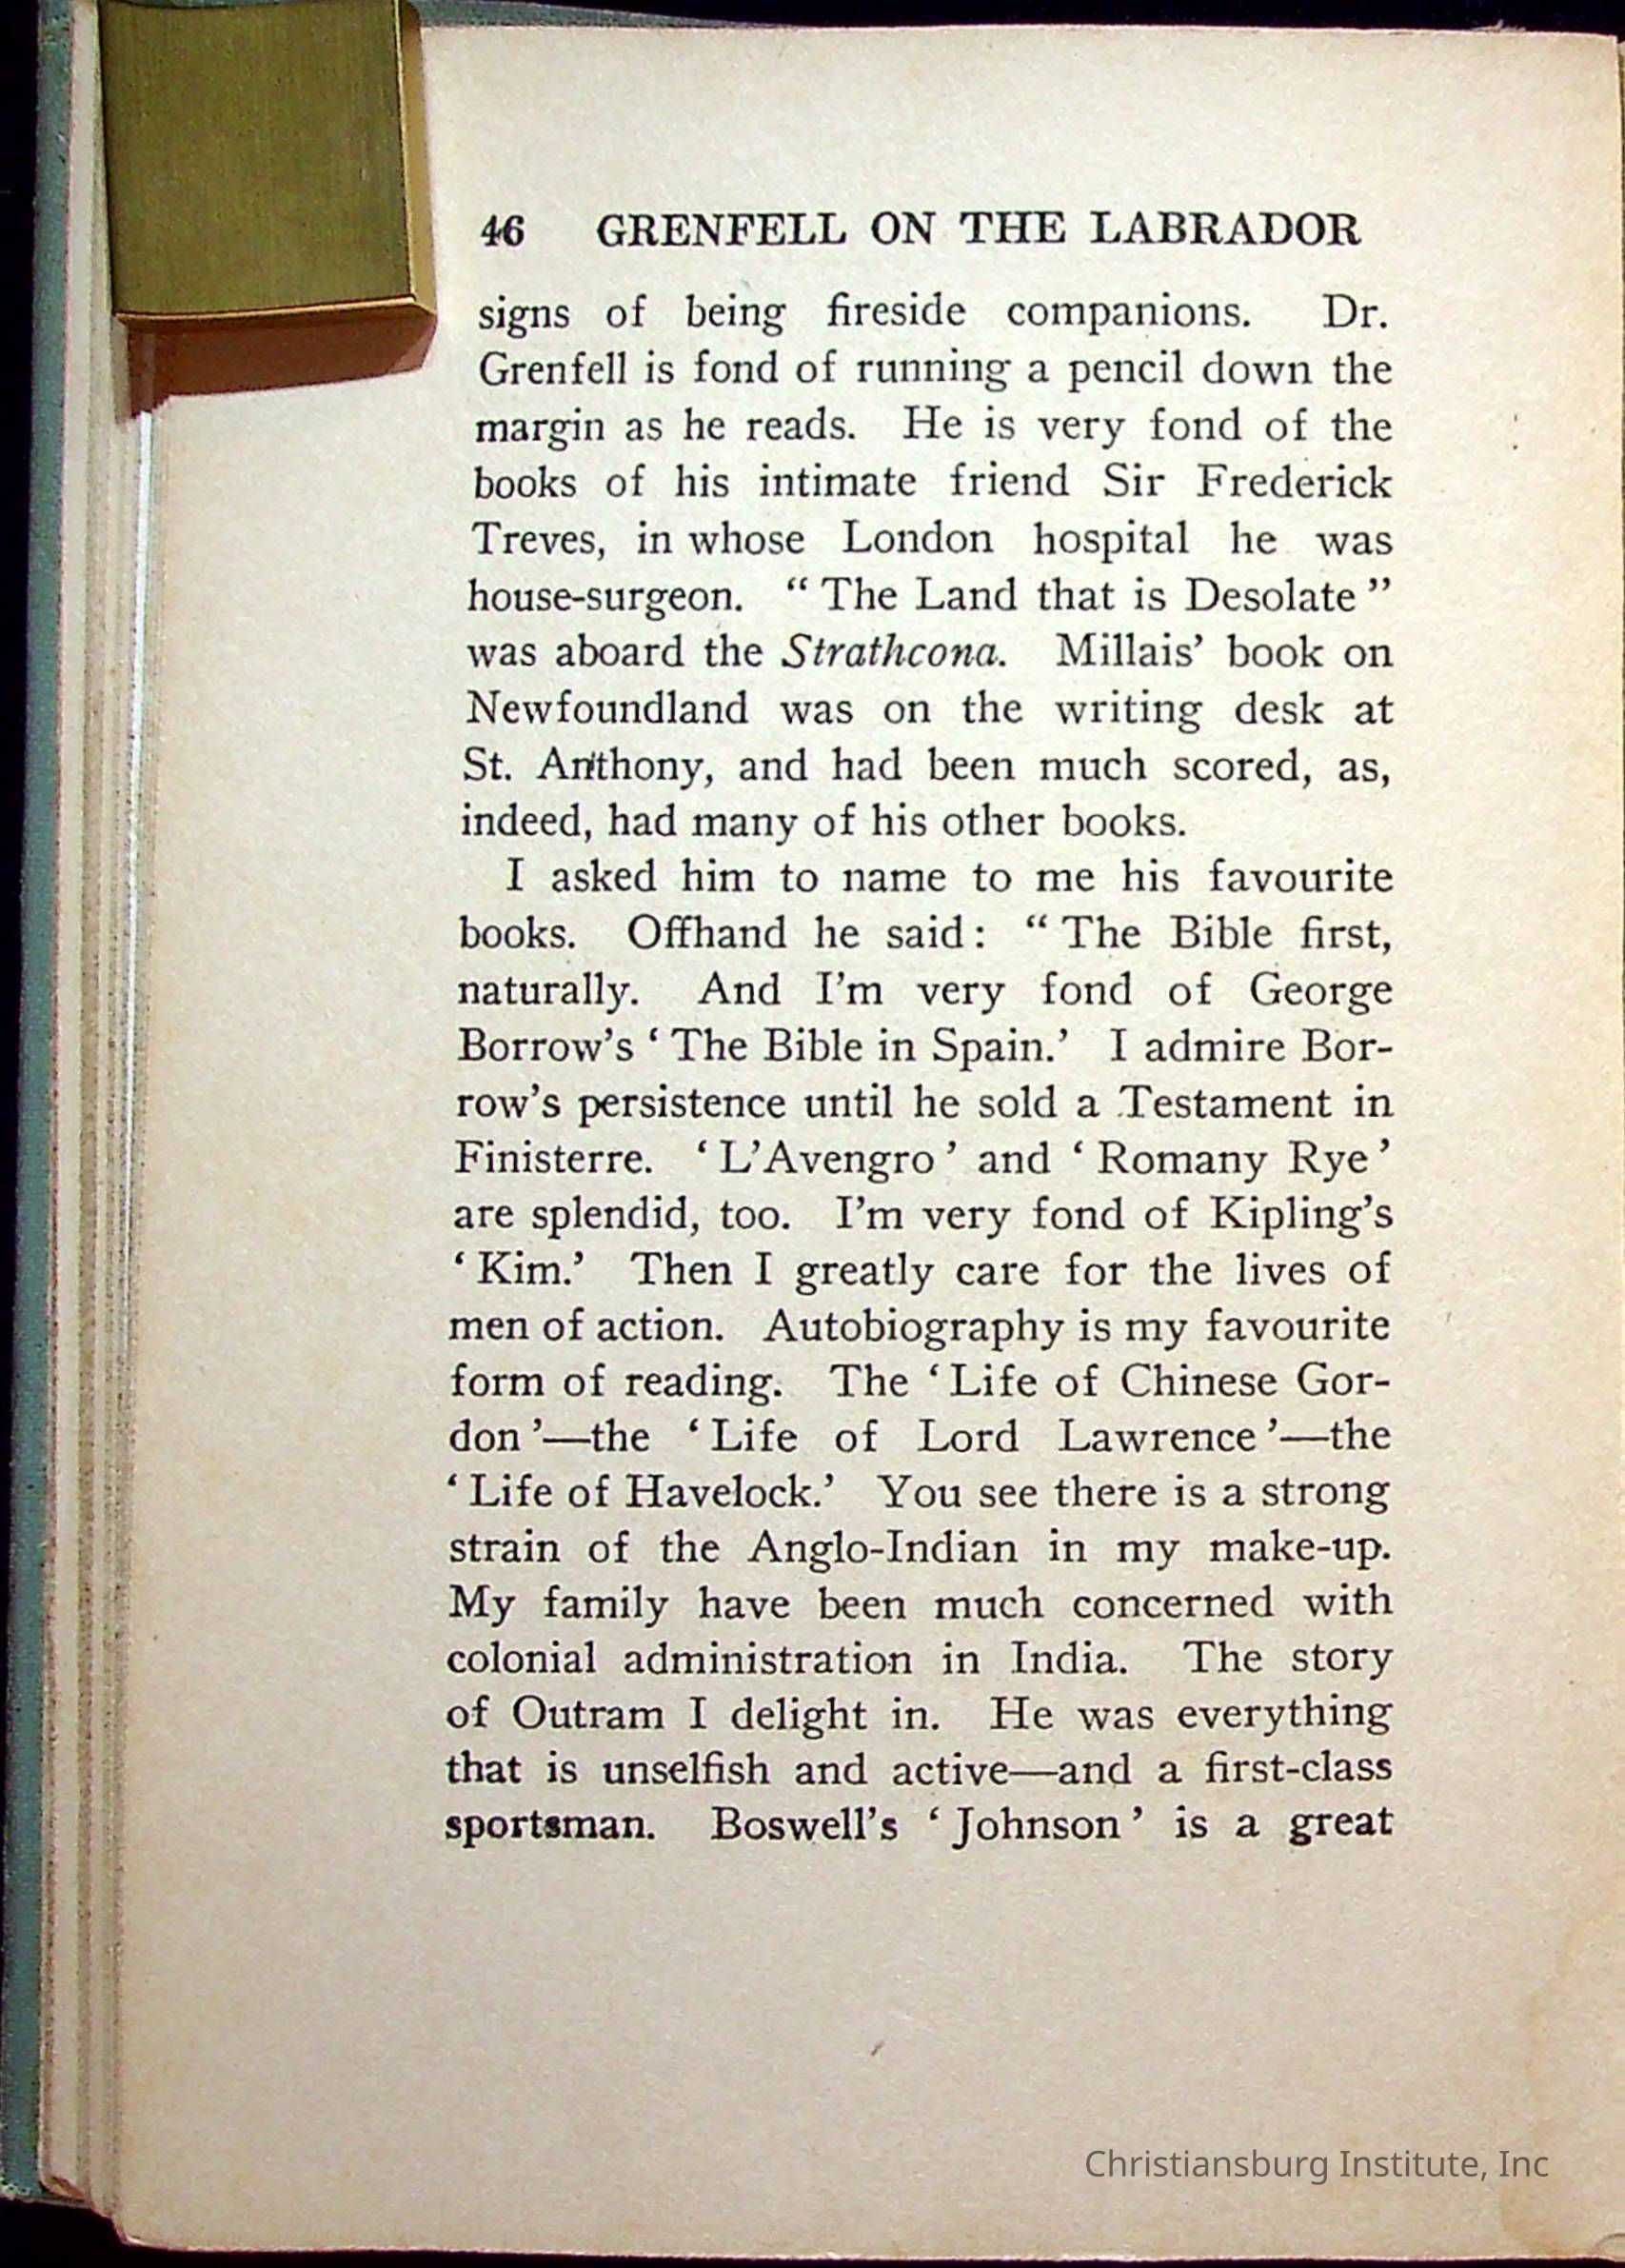 46 GRENFELL ON THE LABRADOR
signs of being fireside companions. Dr.
Grenfell is fond of running a pencil down the
margin as he reads. He is very fond of the
books of his intimate friend Sir Frederick
Treves, in whose London hospital he was
house-surgeon. “ The Land that is Desolate ”
was aboard the Strathcona. Millais’ book on
Newfoundland was on the writing desk at
St. Anthony, and had been much scored, as,
indeed, had many of his other books.
I asked him to name to me his favourite
books. Offhand he said: “ The Bible first,
naturally. And I’m very fond of George
Borrow’s ‘ The Bible in Spain.’ I admire Bor-
row’s persistence until he sold a Testament in
Finisterre. ‘ L’Avengro ’ and ‘ Romany Rye ’
are splendid, too. I’m very fond of Kipling’s
‘ Kim.’ Then I greatly care for the lives of
men of action. Autobiography is my favourite
form of reading. The ‘ Life of Chinese Gor-
don ’—the ‘ Life of Lord Lawrence ’—the
‘ Life of Havelock.’ You see there is a strong
strain of the Anglo-Indian in my make-up.
My family have been much concerned with
colonial administration in India. The story
of Outram I delight in. He was everything
that is unselfish and active—and a first-class
sportsman. Boswell’s ‘ Johnson ’ is a great
Christiansburg Institute, Inc